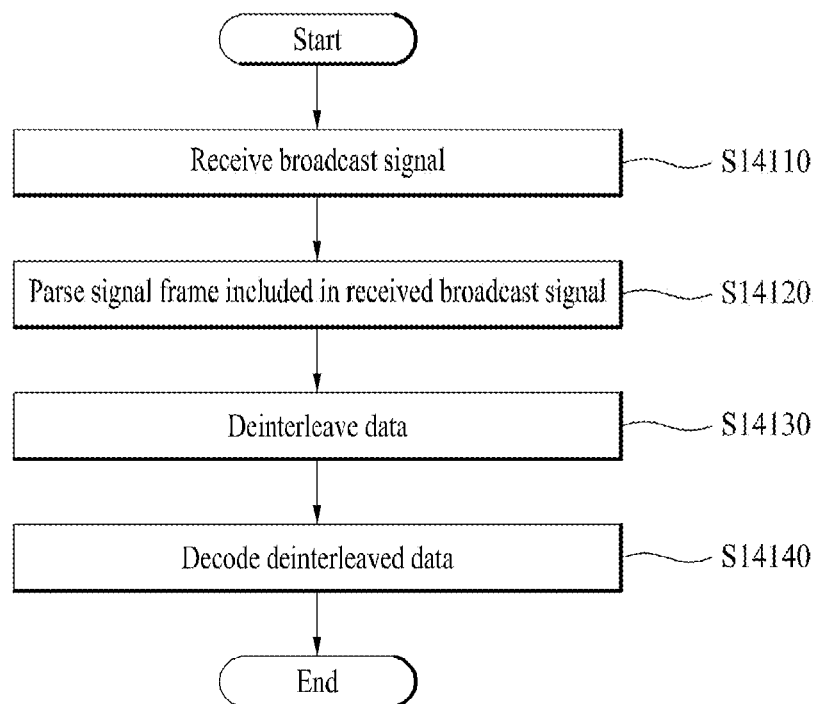 Start
Receive broadcast signal
S14110
Parse signal frame included in received broadcast signal
S14120
Deinterleave data
S14130
Decode deinterleaved data
S14140
End